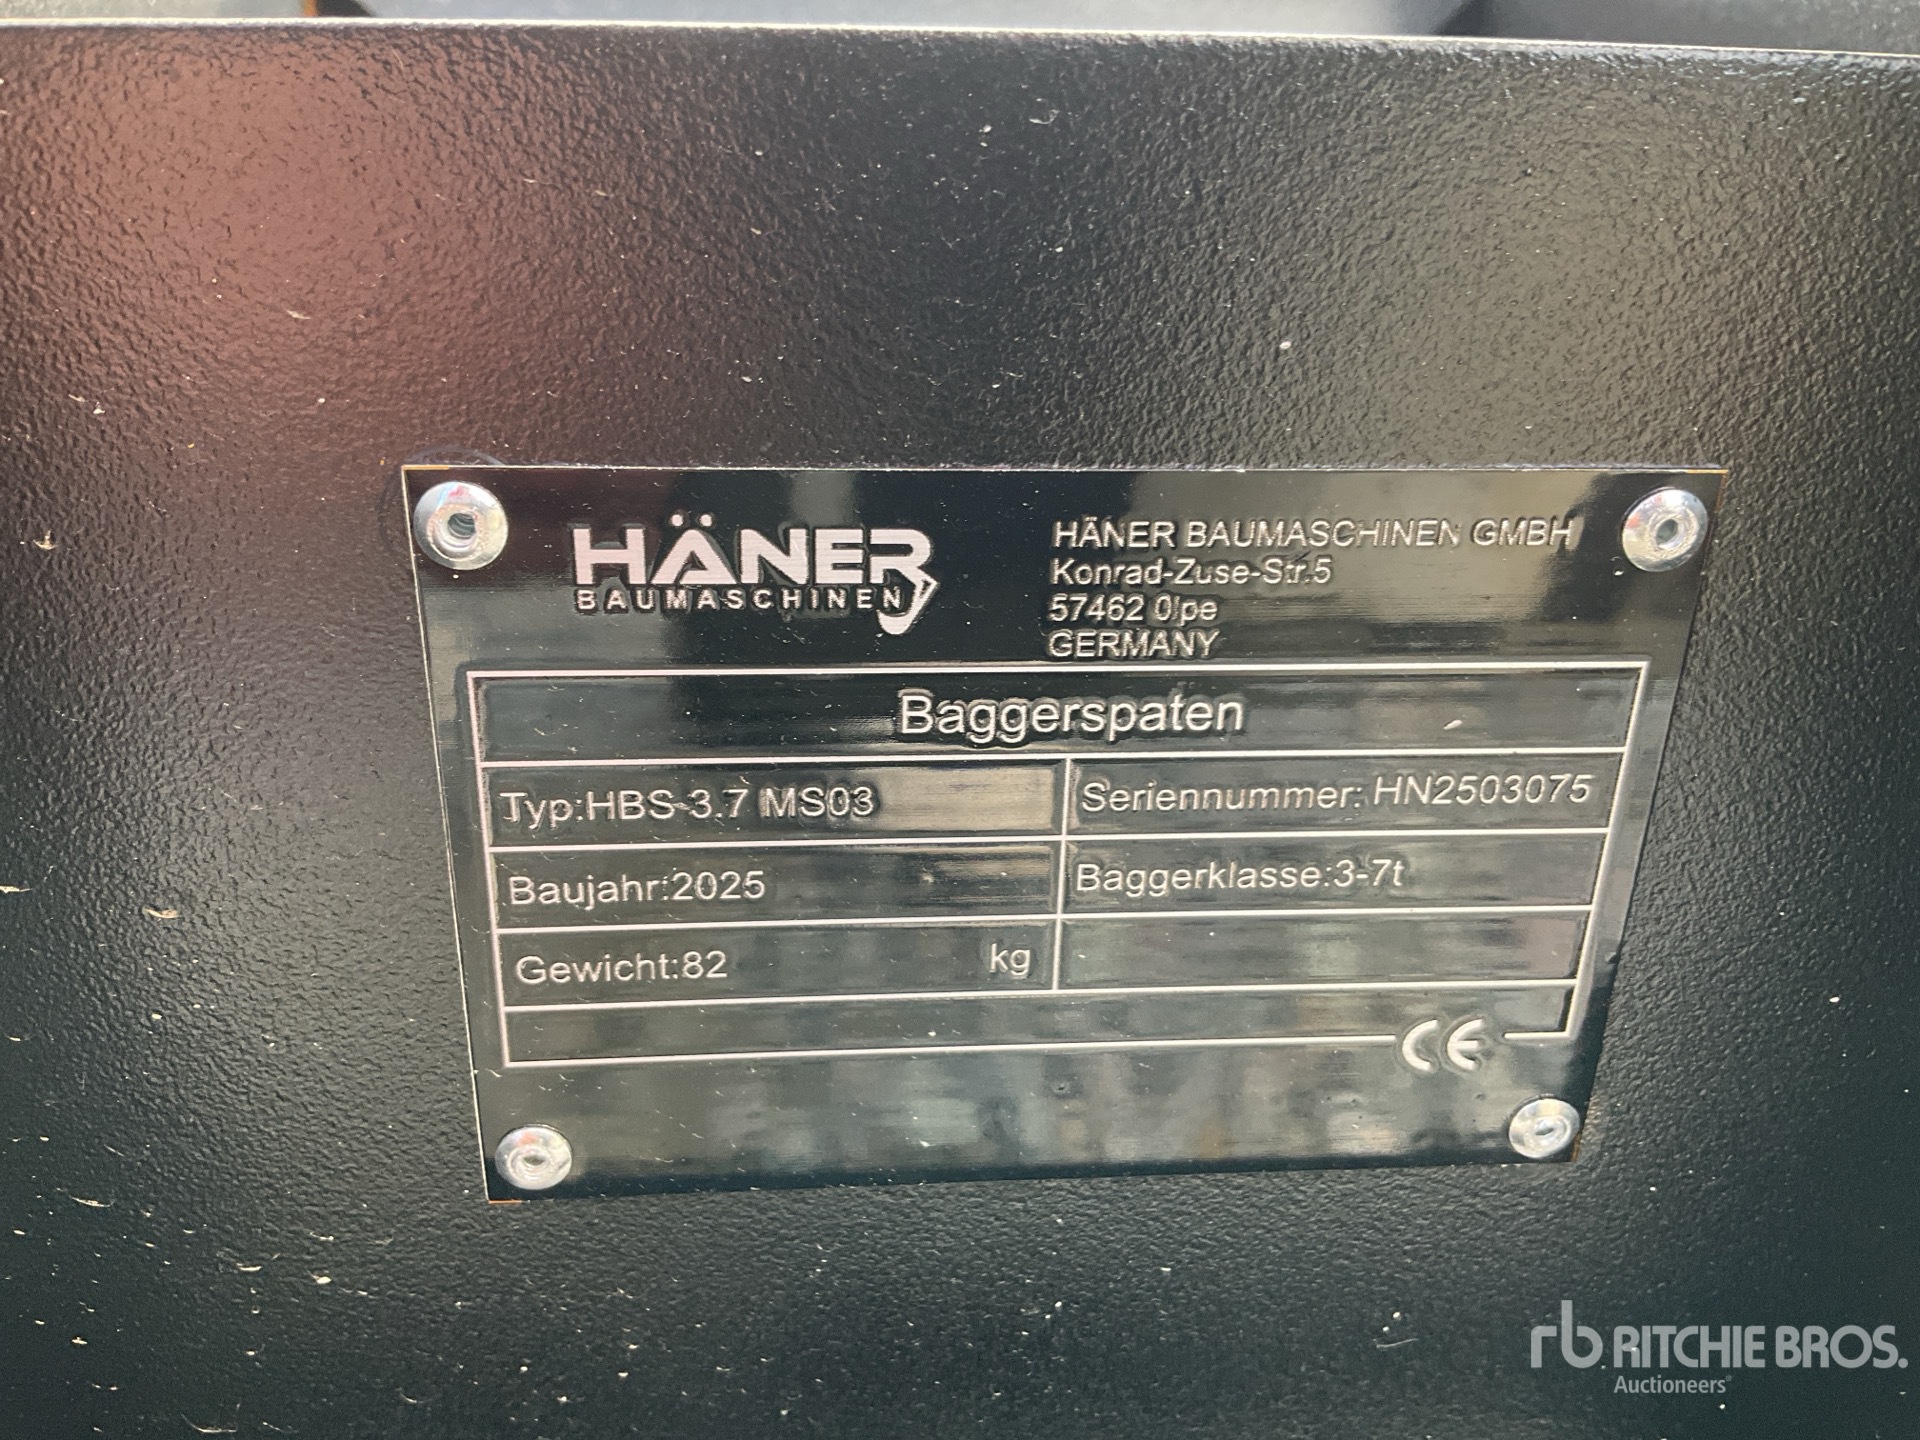 HÄNER
BAUMASCHINEN
HÄNER BAUMASCHINEN GMBH
Konrad-Zuse-Str.5
57462 Olpe
GERMANY
Baggerspaten
Typ:HBS-3.7 MS03
Seriennummer: HN2503075
Baujahr:2025
Baggerklasse:3-7t
Gewicht:82 kg
CE
rb RITCHIE BROS.
Auctioneers